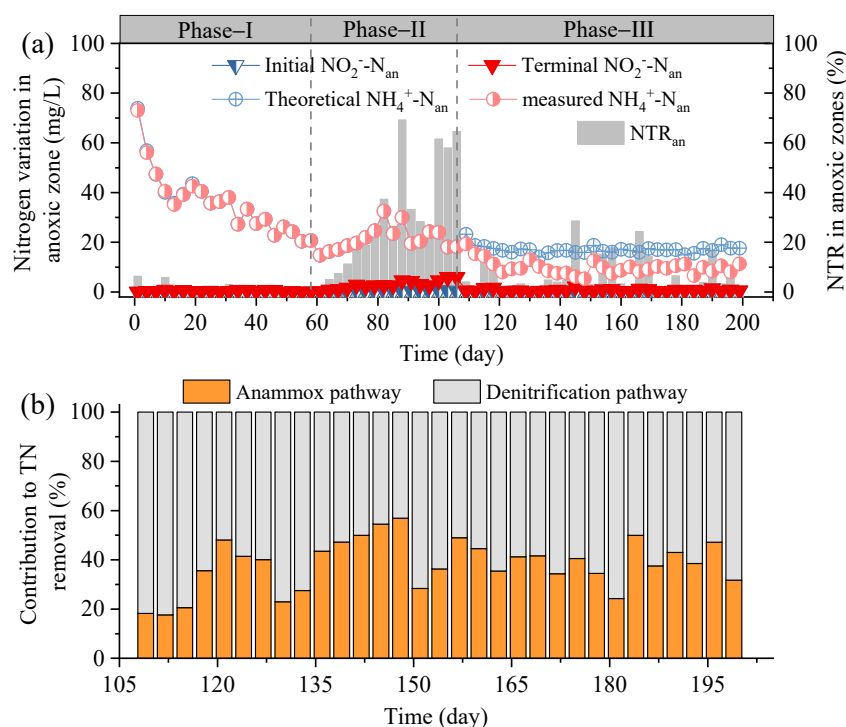 (a)
Phase–I Phase–II Phase–III
Initial NO₂⁻-Nₐₙ Terminal NO₂⁻-Nₐₙ
Theoretical NH₄⁺-Nₐₙ measured NH₄⁺-Nₐₙ
NTRₐₙ
Nitrogen variation in
anoxic zone (mg/L)
100
80
60
40
20
0
NTR in anoxic zones (%)
100
80
60
40
20
0
0 20 40 60 80 100 120 140 160 180 200
Time (day)
(b)
Anammox pathway Denitrification pathway
Contribution to TN
removal (%)
100
80
60
40
20
0
105 120 135 150 165 180 195
Time (day)